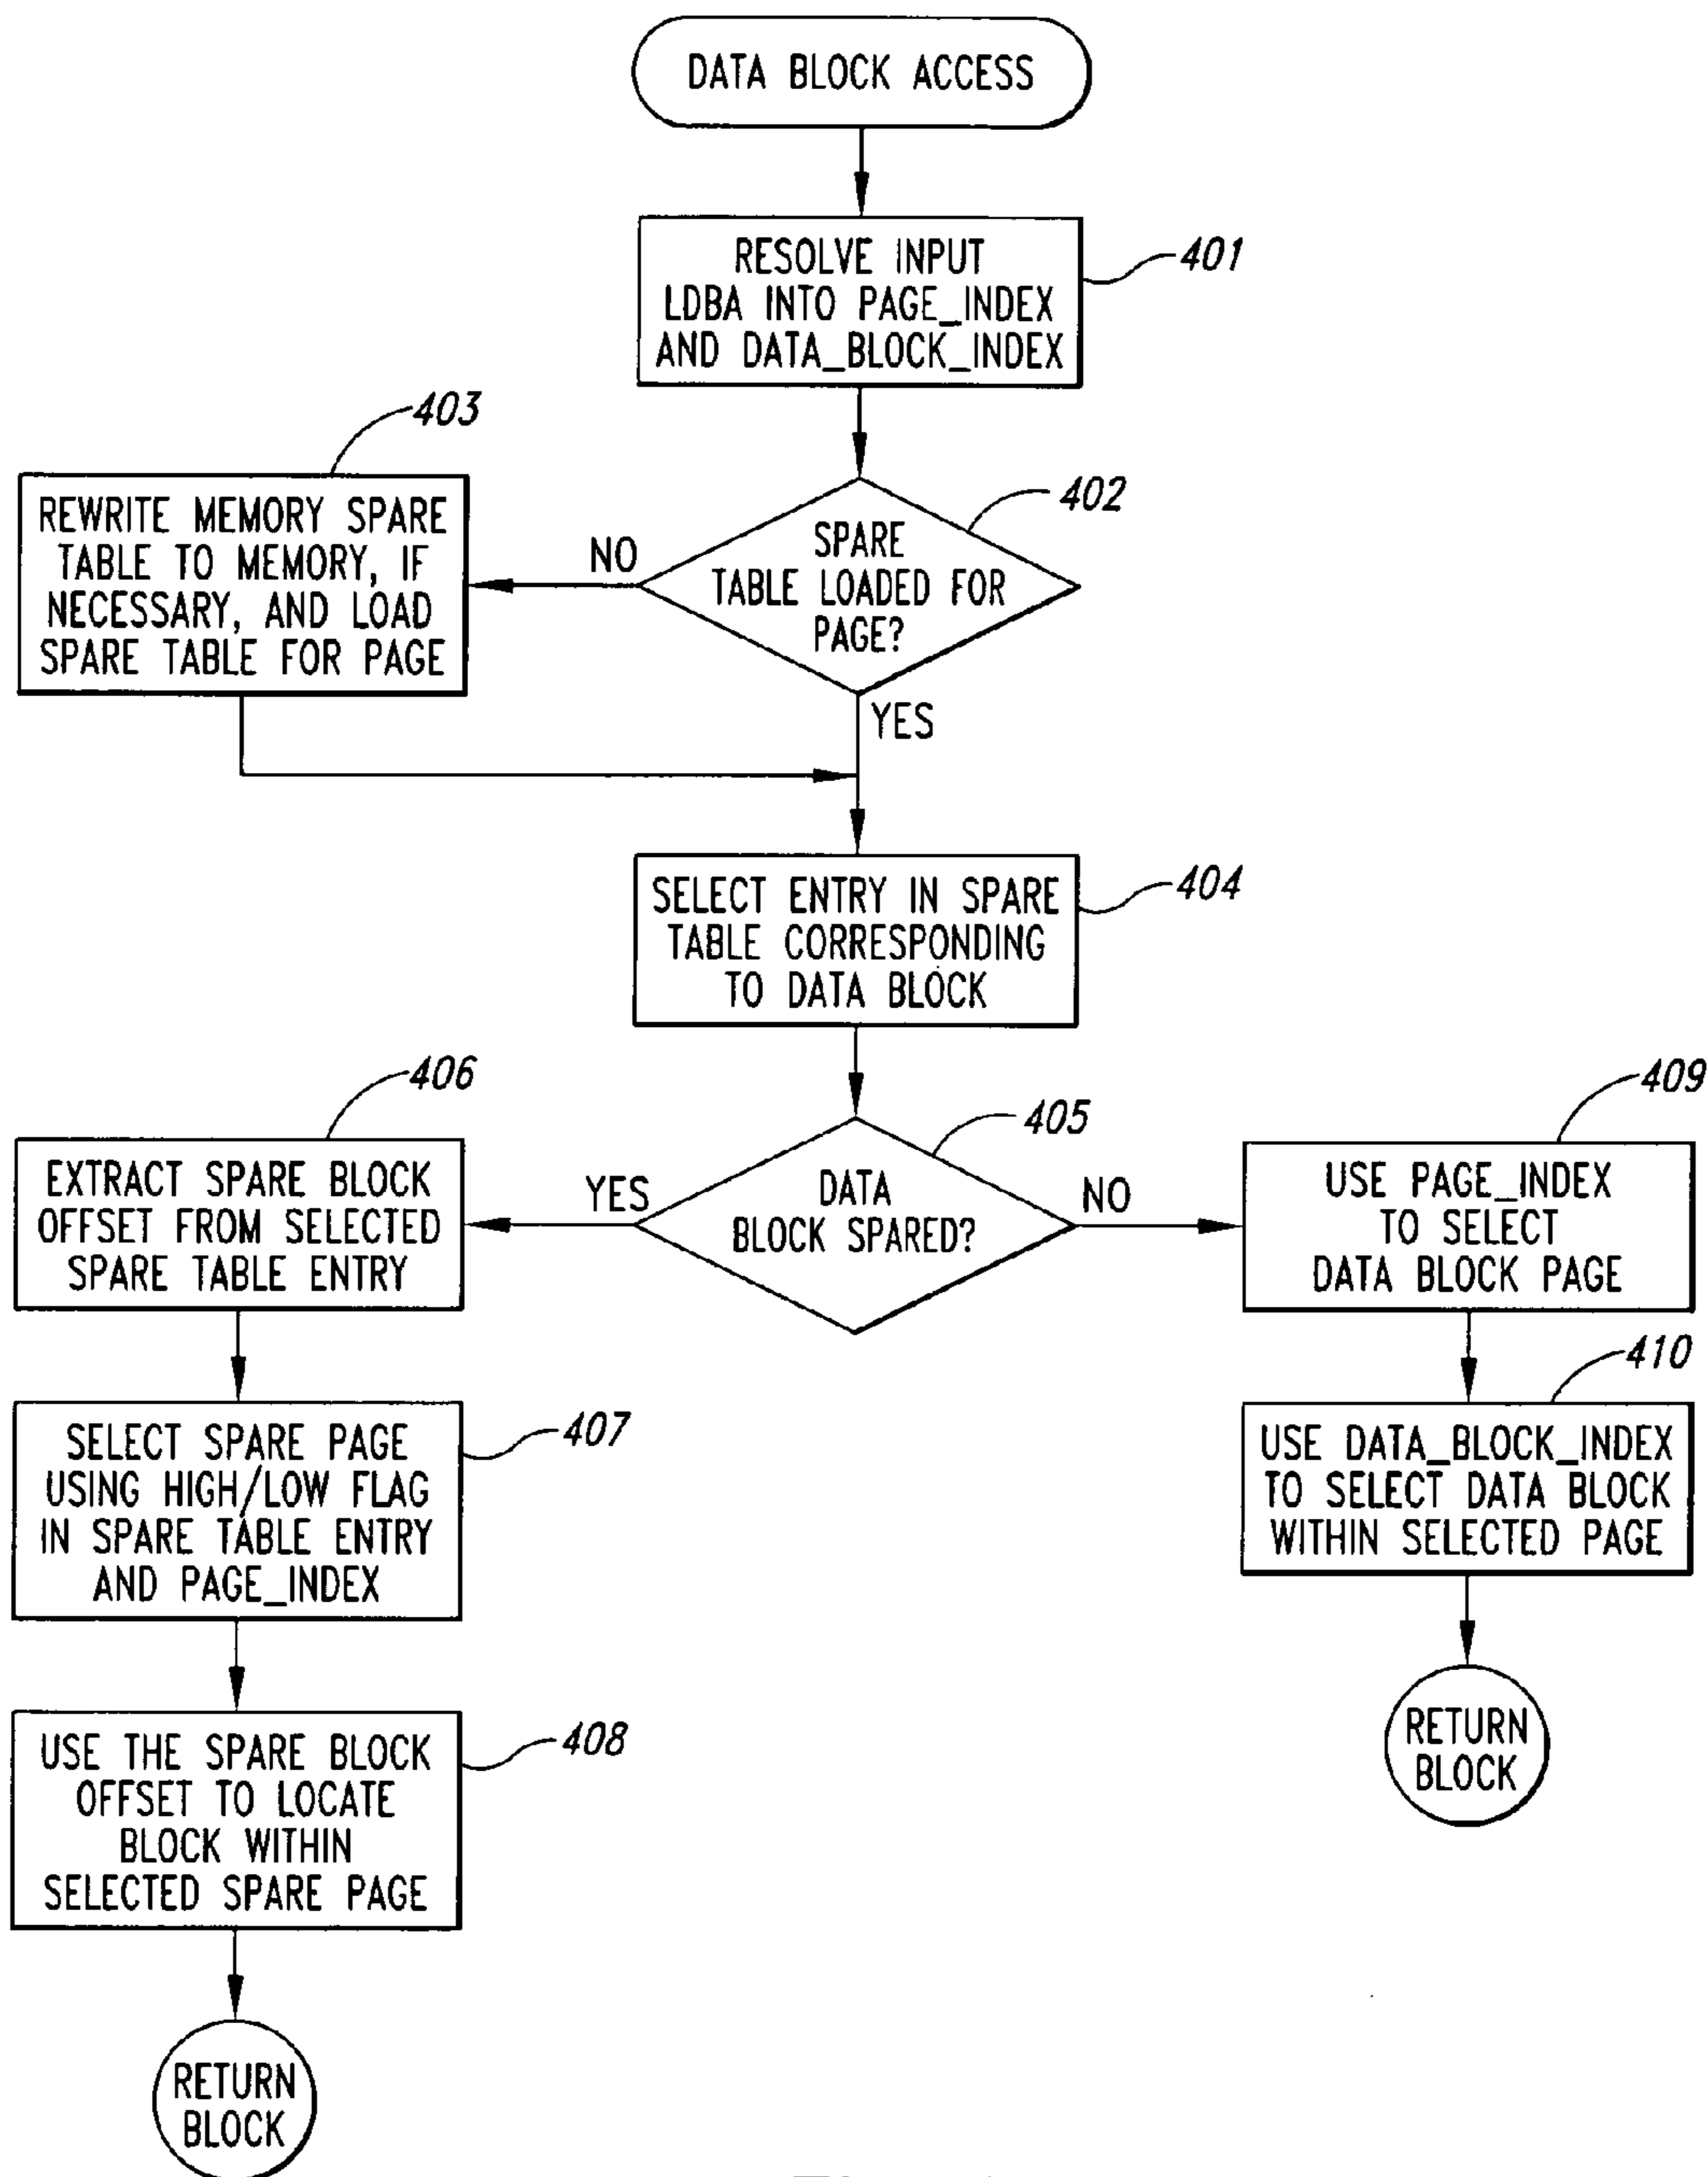 DATA BLOCK ACCESS
RESOLVE INPUT
LDBA INTO PAGE_INDEX
AND DATA_BLOCK_INDEX
401
402
SPARE
TABLE LOADED FOR
PAGE?
NO
YES
403
REWRITE MEMORY SPARE
TABLE TO MEMORY, IF
NECESSARY, AND LOAD
SPARE TABLE FOR PAGE
404
SELECT ENTRY IN SPARE
TABLE CORRESPONDING
TO DATA BLOCK
405
DATA
BLOCK SPARED?
YES
NO
406
EXTRACT SPARE BLOCK
OFFSET FROM SELECTED
SPARE TABLE ENTRY
407
SELECT SPARE PAGE
USING HIGH/LOW FLAG
IN SPARE TABLE ENTRY
AND PAGE_INDEX
408
USE THE SPARE BLOCK
OFFSET TO LOCATE
BLOCK WITHIN
SELECTED SPARE PAGE
RETURN
BLOCK
409
USE PAGE_INDEX
TO SELECT
DATA BLOCK PAGE
410
USE DATA_BLOCK_INDEX
TO SELECT DATA BLOCK
WITHIN SELECTED PAGE
RETURN
BLOCK